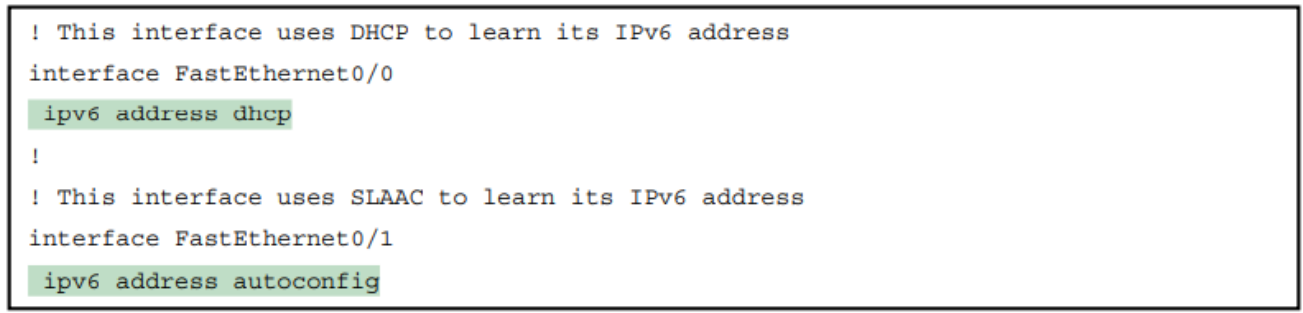 ! This interface uses DHCP to learn its IPv6 address
interface FastEthernet0/0
ipv6 address dhcp
!
! This interface uses SLAAC to learn its IPv6 address
interface FastEthernet0/1
ipv6 address autoconfig